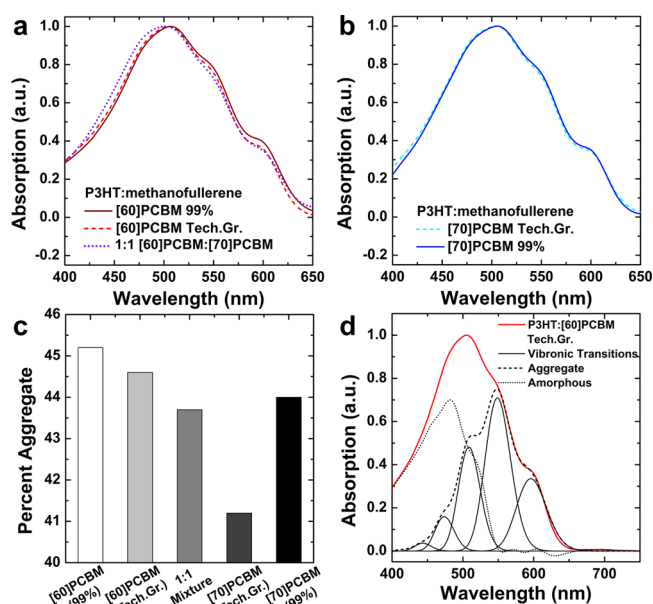 a
Absorption (a.u.)
1.0
0.8
0.6
0.4
0.2
0.0
-0.2
P3HT:methanofullerene
[60]PCBM 99%
[60]PCBM Tech.Gr.
1:1 [60]PCBM:[70]PCBM
400 450 500 550 600 650
Wavelength (nm)
b
Absorption (a.u.)
1.0
0.8
0.6
0.4
0.2
0.0
-0.2
P3HT:methanofullerene
[70]PCBM Tech.Gr.
[70]PCBM 99%
400 450 500 550 600 650
Wavelength (nm)
c
Percent Aggregate
46
45
44
43
42
41
40
[60]PCBM
(99%)
[60]PCBM
Tech.Gr.)
1:1
Mixture
[70]PCBM
Tech.Gr.)
[70]PCBM
(99%)
d
Absorption (a.u.)
1.0
0.8
0.6
0.4
0.2
0.0
P3HT:[60]PCBM
Tech.Gr.
Vibronic Transitions
Aggregate
Amorphous
400 500 600 700
Wavelength (nm)